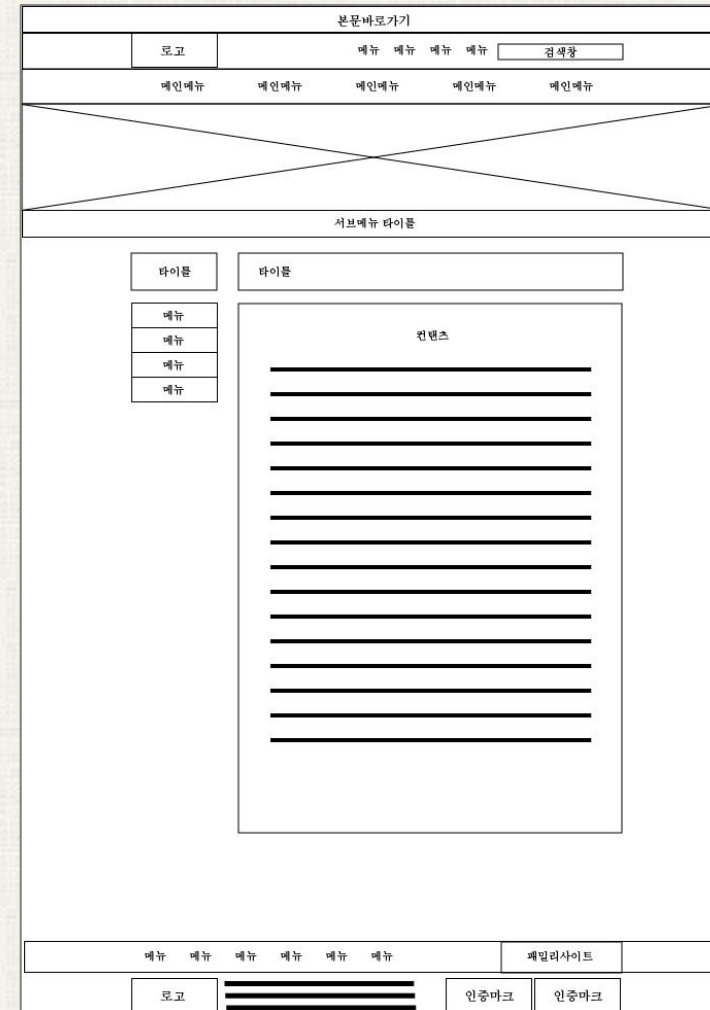 본문바로가기
로고 메뉴 메뉴 메뉴 메뉴 검색창
메인메뉴 메인메뉴 메인메뉴 메인메뉴 메인메뉴
서브메뉴 타이틀
타이틀
타이틀
메뉴
메뉴
메뉴
메뉴
컨탠츠
메뉴 메뉴 메뉴 메뉴 메뉴 메뉴 패밀리사이트
로고 인증마크 인증마크